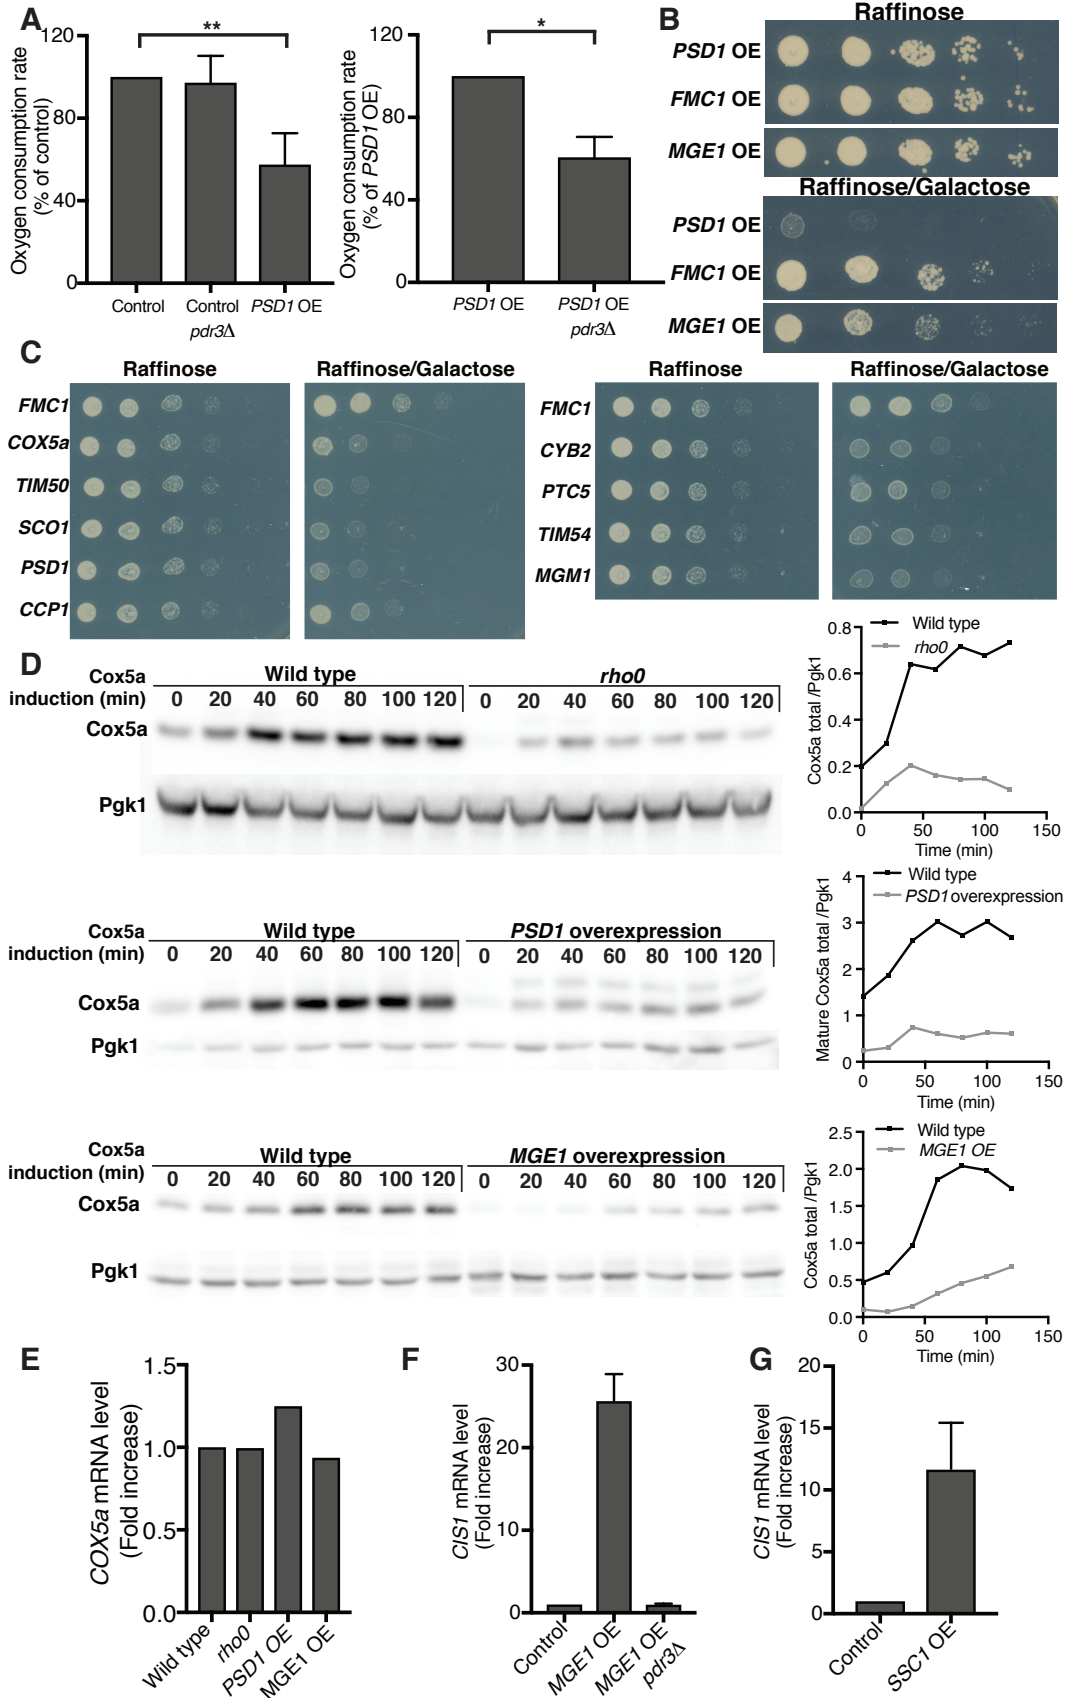 A
Oxygen consumption rate
(% of control)
120
80
40
0
**
Control
Control
pdr3Δ
PSD1 OE
Oxygen consumption rate
(% of PSD1 OE)
120
80
40
0
*
PSD1 OE
PSD1 OE
pdr3Δ
B
Raffinose
PSD1 OE
FMC1 OE
MGE1 OE
Raffinose/Galactose
PSD1 OE
FMC1 OE
MGE1 OE
C
Raffinose
Raffinose/Galactose
FMC1
COX5a
TIM50
SCO1
PSD1
CCP1
Raffinose
Raffinose/Galactose
FMC1
CYB2
PTC5
TIM54
MGM1
D
Cox5a
induction (min)
Wild type
rho0
0 20 40 60 80 100 120 0 20 40 60 80 100 120
Cox5a
Pgk1
Wild type
rho0
Cox5a total /Pgk1
0.8
0.6
0.4
0.2
0.0
0 50 100 150
Time (min)
Cox5a
induction (min)
Wild type
PSD1 overexpression
0 20 40 60 80 100 120 0 20 40 60 80 100 120
Cox5a
Pgk1
Wild type
PSD1 overexpression
Mature Cox5a total /Pgk1
4
3
2
1
0
0 50 100 150
Time (min)
Cox5a
induction (min)
Wild type
MGE1 overexpression
0 20 40 60 80 100 120 0 20 40 60 80 100 120
Cox5a
Pgk1
Wild type
MGE1 OE
Cox5a total /Pgk1
2.5
2.0
1.5
1.0
0.5
0.0
0 50 100 150
Time (min)
E
COX5a mRNA level
(Fold increase)
1.5
1.0
0.5
0.0
Wild type
rho0
PSD1 OE
MGE1 OE
F
CIS1 mRNA level
(Fold increase)
30
20
10
0
Control
MGE1 OE
MGE1 OE
pdr3Δ
G
CIS1 mRNA level
(Fold increase)
20
15
10
5
0
Control
SSC1 OE